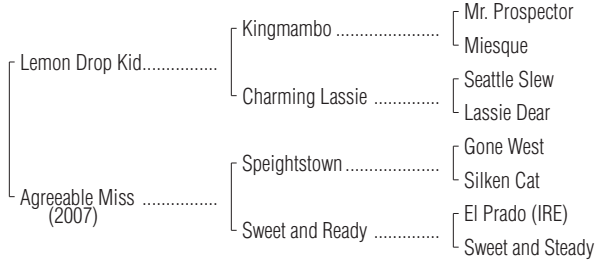 Mr. Prospector
Kingmambo ....................
Miesque
Lemon Drop Kid...............
Seattle Slew
Charming Lassie .............
Lassie Dear
Gone West
Speightstown..................
Silken Cat
Agreeable Miss ...............
(2007)
El Prado (IRE)
Sweet and Ready .............
Sweet and Steady